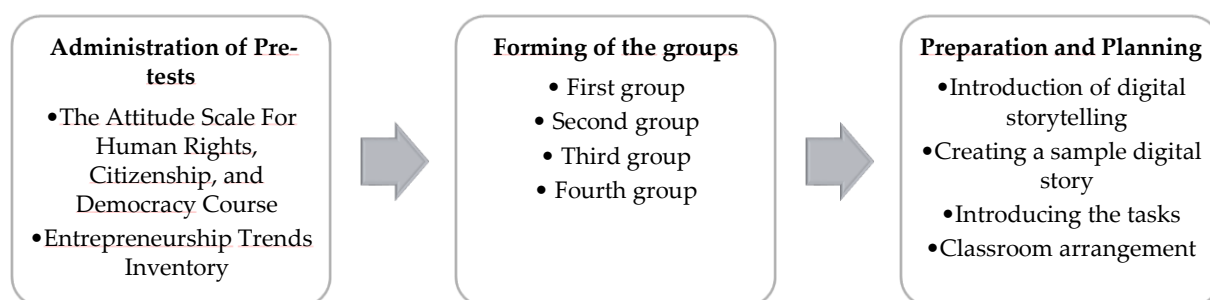 Administration of Pre-
tests
•The Attitude Scale For
Human Rights,
Citizenship, and
Democracy Course
•Entrepreneurship Trends
Inventory
Forming of the groups
• First group
• Second group
• Third group
• Fourth group
Preparation and Planning
•Introduction of digital
storytelling
•Creating a sample digital
story
•Introducing the tasks
•Classroom arrangement